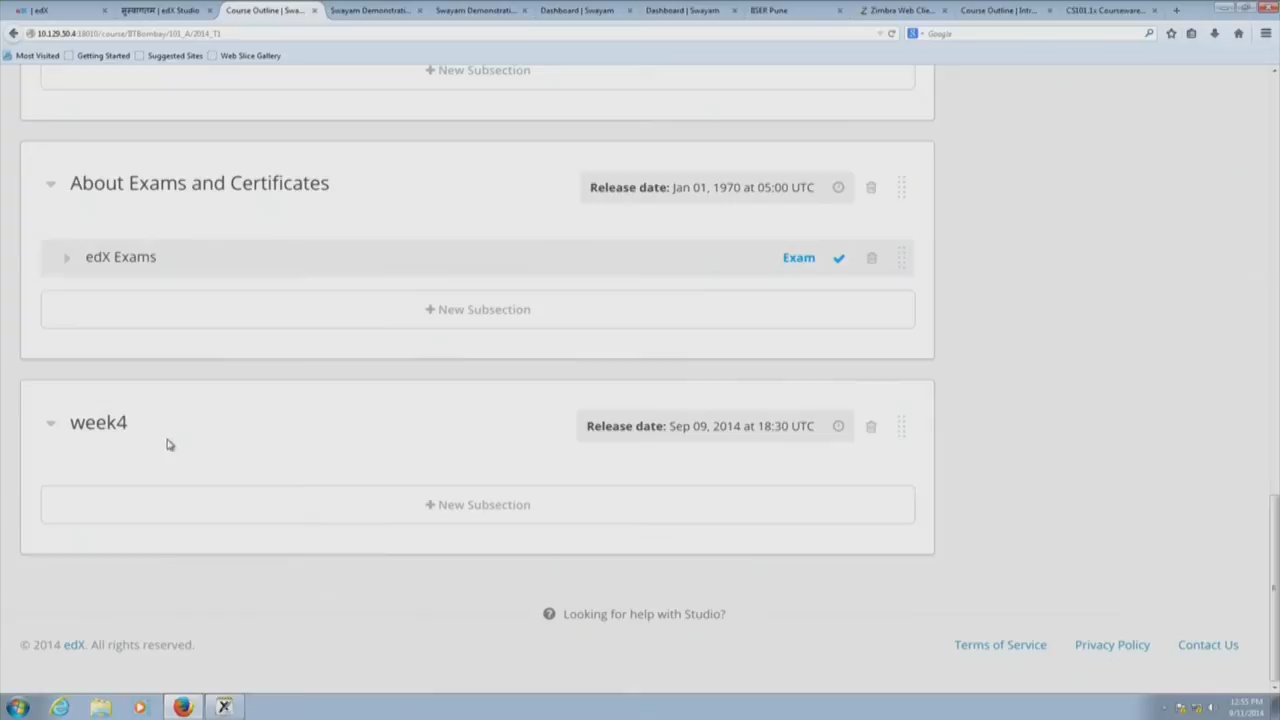 | edX
सुस्वागतम | edX Studio
Course Outline | Swa...
Swayam Demonstrati...
Swayam Demonstrati...
Dashboard | Swayam
Dashboard | Swayam
IISER Pune
Zimbra Web Clie...
Course Outline | Intr...
CS101.1x Courseware...
10.129.50.4:18010/course/IITBombay/101_A/2014_T1
Google
Most Visited
Getting Started
Suggested Sites
Web Slice Gallery
+ New Subsection
About Exams and Certificates
Release date: Jan 01, 1970 at 05:00 UTC
edX Exams
Exam
+ New Subsection
week4
Release date: Sep 09, 2014 at 18:30 UTC
+ New Subsection
Looking for help with Studio?
© 2014 edX. All rights reserved.
Terms of Service
Privacy Policy
Contact Us
12:55 PM
9/11/2014